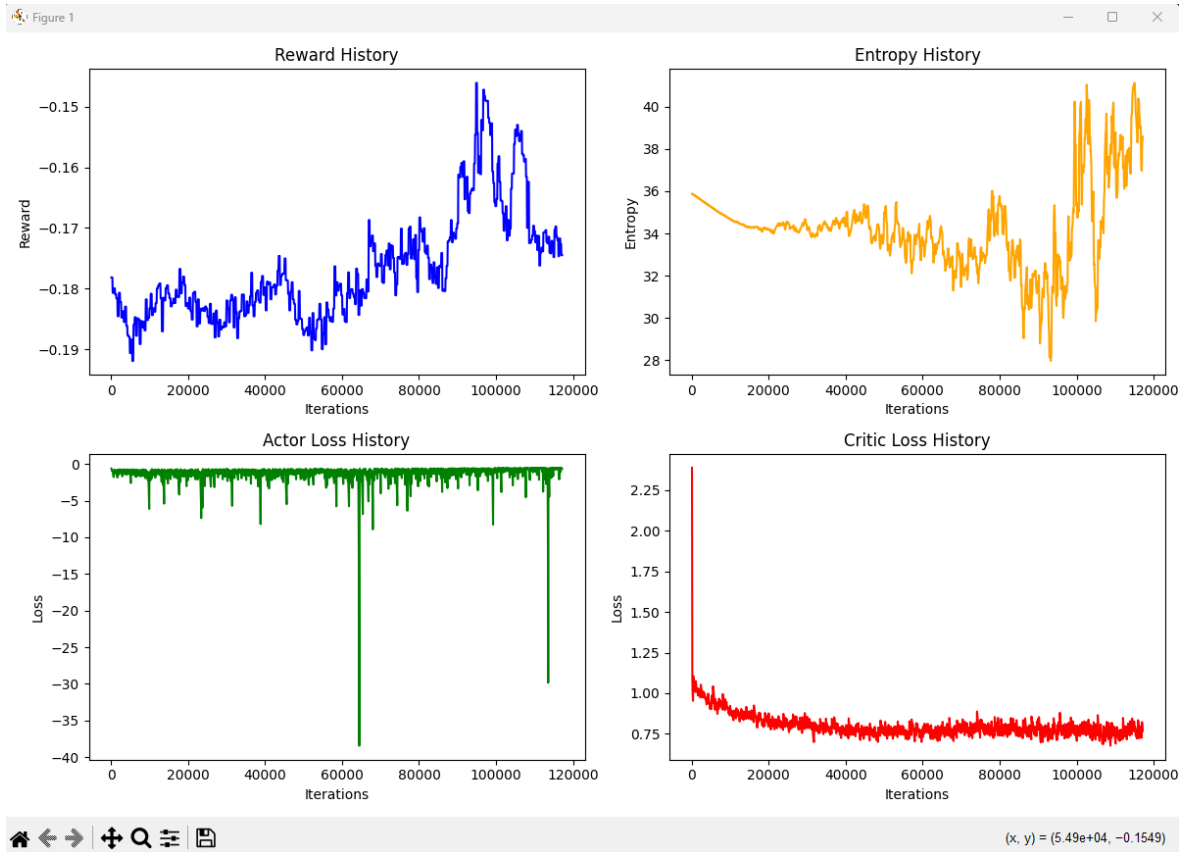 Figure 1
Reward History
Reward
−0.15
−0.16
−0.17
−0.18
−0.19
0 20000 40000 60000 80000 100000 120000
Iterations
Entropy History
Entropy
40
38
36
34
32
30
28
0 20000 40000 60000 80000 100000 120000
Iterations
Actor Loss History
Loss
0
−5
−10
−15
−20
−25
−30
−35
−40
0 20000 40000 60000 80000 100000 120000
Iterations
Critic Loss History
Loss
2.25
2.00
1.75
1.50
1.25
1.00
0.75
0 20000 40000 60000 80000 100000 120000
Iterations
(x, y) = (5.49e+04, −0.1549)